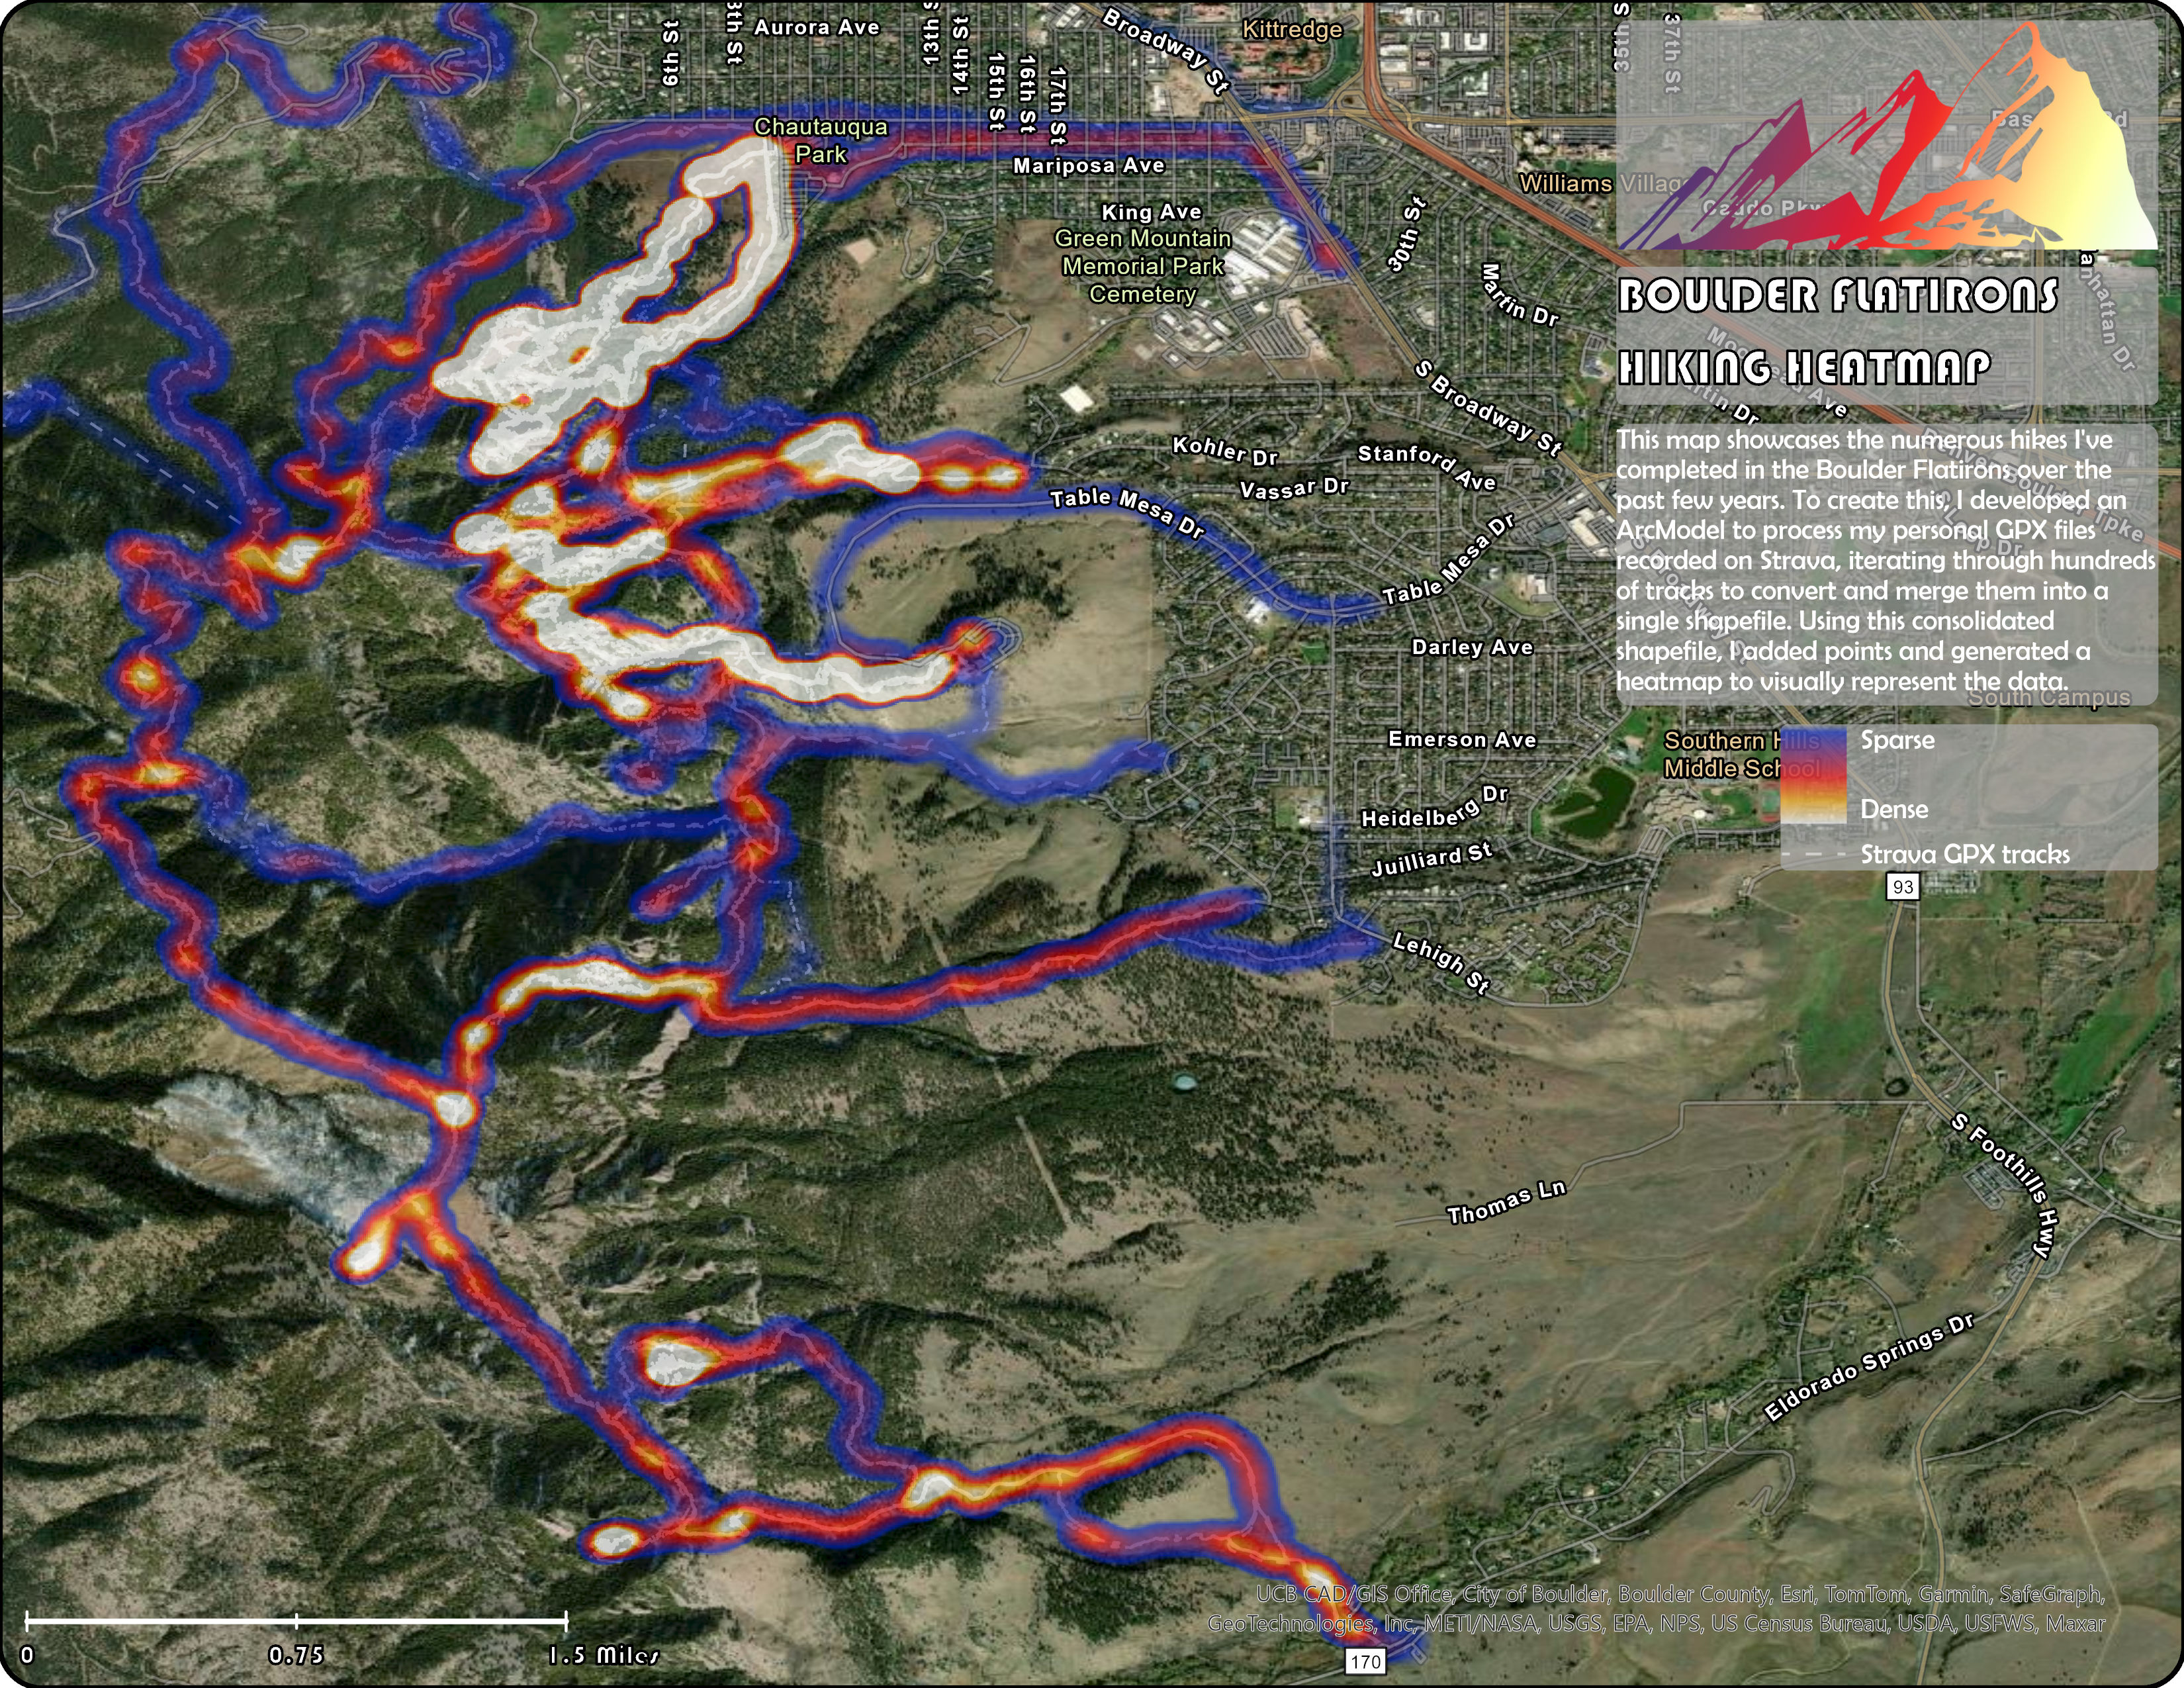 Aurora Ave
6th St
8th St
13th S
14th St
15th St
16th St
17th St
Broadway St
Kittredge
35th S
37th St
Chautauqua
Park
Mariposa Ave
King Ave
Green Mountain
Memorial Park
Cemetery
Williams Villag
Bas
d
Caddo Pkw
30th St
Martin Dr
anhattan Dr
BOULDER FLATIRONS
HIKING HEATMAP
S Broadway St
Kohler Dr
Stanford Ave
Vassar Dr
Table Mesa Dr
Table Mesa Dr
This map showcases the numerous hikes I've
completed in the Boulder Flatirons over the
past few years. To create this, I developed an
ArcModel to process my personal GPX files
recorded on Strava, iterating through hundreds
of tracks to convert and merge them into a
single shapefile. Using this consolidated
shapefile, I added points and generated a
heatmap to visually represent the data.
South Campus
Darley Ave
Emerson Ave
Southern Hills
Middle School
Sparse
Dense
Strava GPX tracks
Heidelberg Dr
Juilliard St
93
Lehigh St
S Foothills Hwy
Thomas Ln
Eldorado Springs Dr
UCB CAD/GIS Office, City of Boulder, Boulder County, Esri, TomTom, Garmin, SafeGraph,
GeoTechnologies, Inc, METI/NASA, USGS, EPA, NPS, US Census Bureau, USDA, USFWS, Maxar
0
0.75
1.5 Miles
170